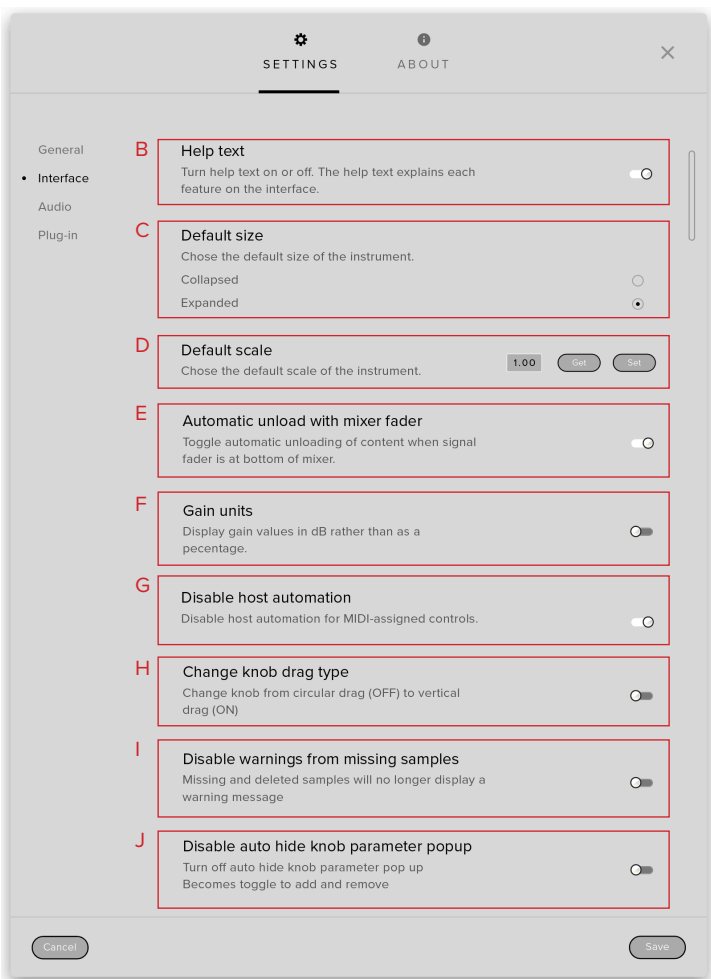 SETTINGS
ABOUT
General
Interface
Audio
Plug-in
B
Help text
Turn help text on or off. The help text explains each
feature on the interface.
C
Default size
Chose the default size of the instrument.
Collapsed
Expanded
D
Default scale
Chose the default scale of the instrument.
1.00
Get
Set
E
Automatic unload with mixer fader
Toggle automatic unloading of content when signal
fader is at bottom of mixer.
F
Gain units
Display gain values in dB rather than as a
pecentage.
G
Disable host automation
Disable host automation for MIDI-assigned controls.
H
Change knob drag type
Change knob from circular drag (OFF) to vertical
drag (ON)
I
Disable warnings from missing samples
Missing and deleted samples will no longer display a
warning message
J
Disable auto hide knob parameter popup
Turn off auto hide knob parameter pop up
Becomes toggle to add and remove
Cancel
Save